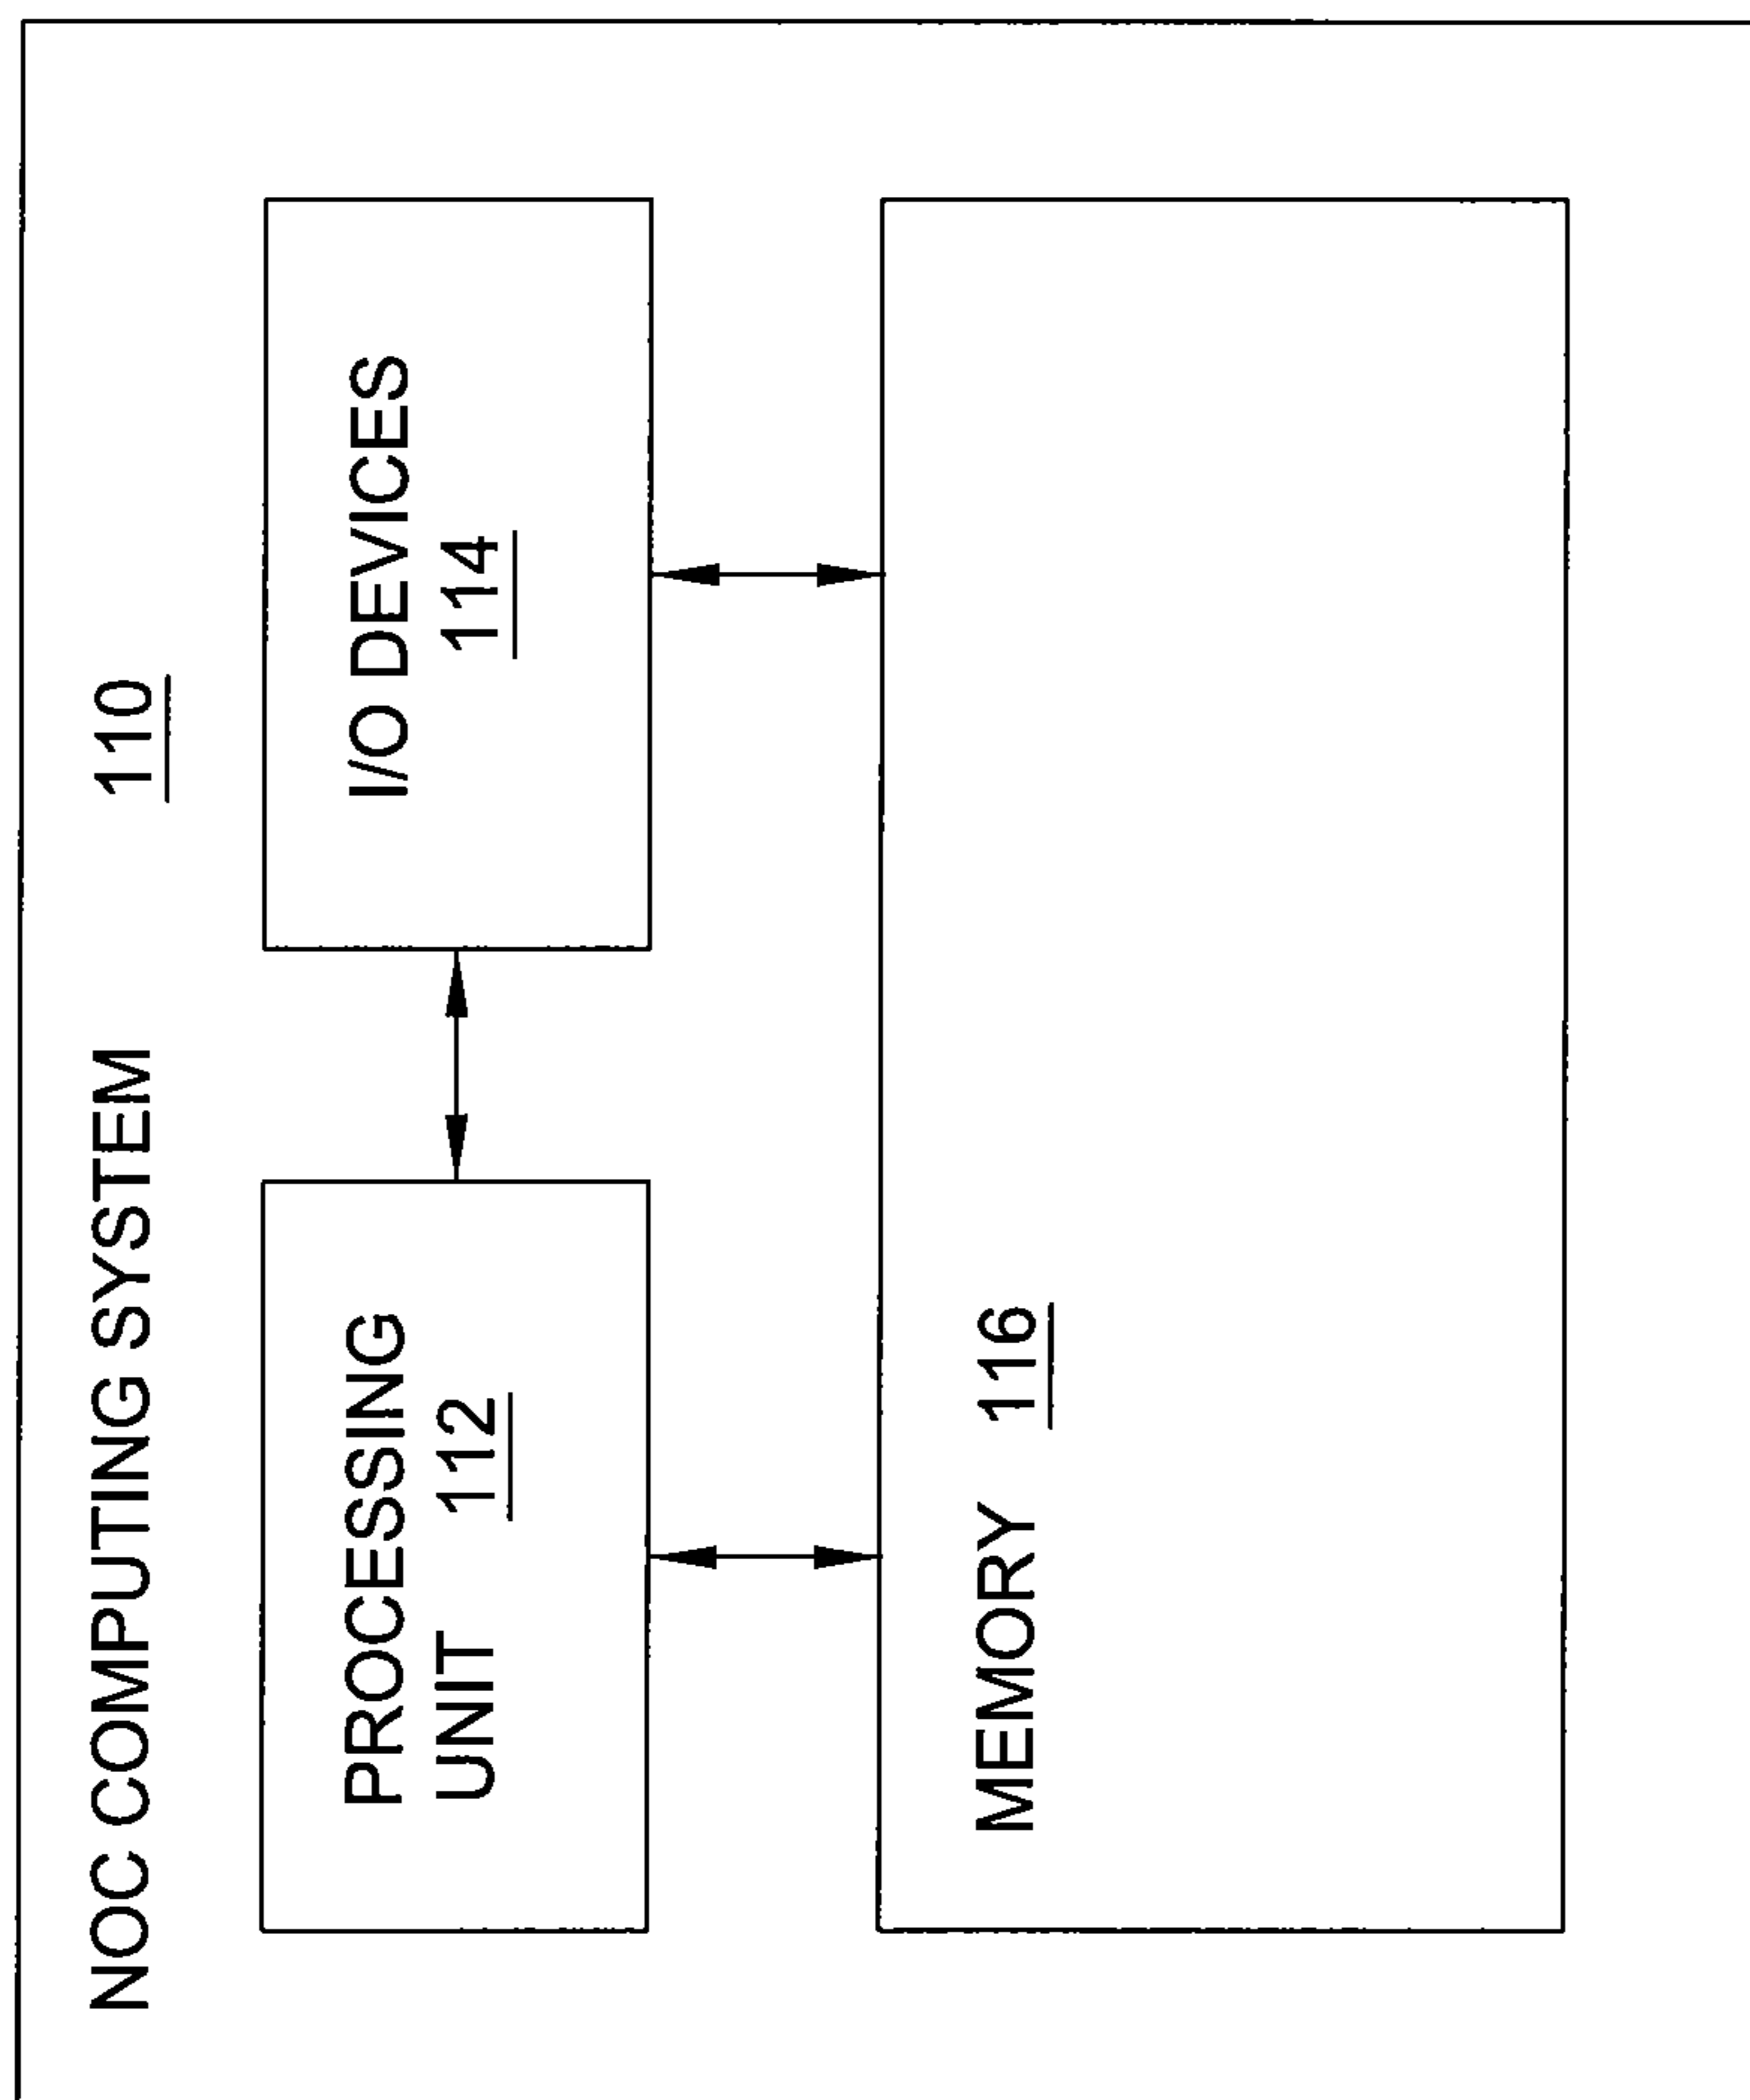 NOC COMPUTING SYSTEM 110
PROCESSING
UNIT 112
I/O DEVICES
114
MEMORY 116